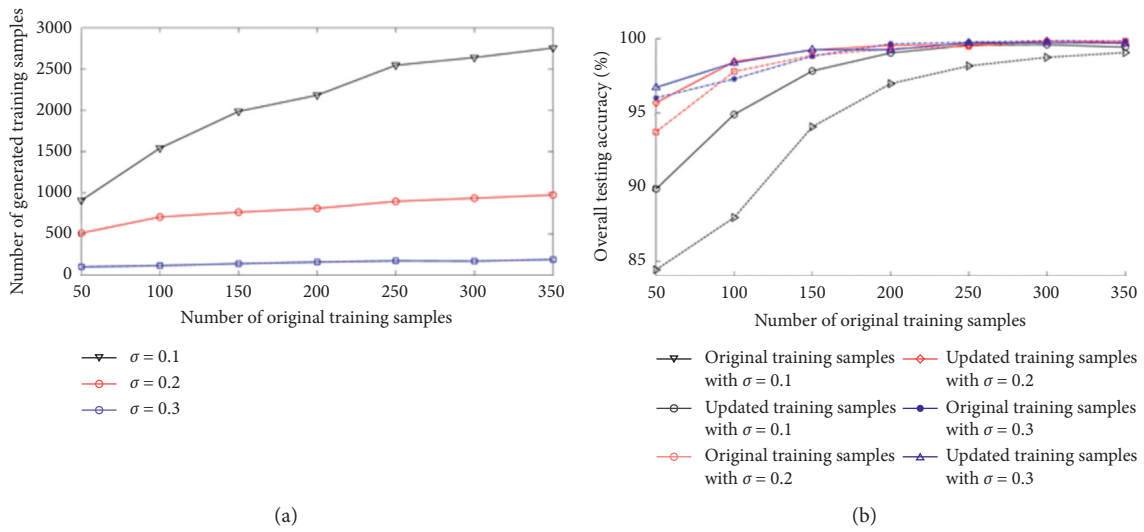 3000
2500
2000
1500
1000
500
0
Number of generated training samples
50 100 150 200 250 300 350
Number of original training samples
σ = 0.1
σ = 0.2
σ = 0.3
(a)
100
95
90
85
Overall testing accuracy (%)
50 100 150 200 250 300 350
Number of original training samples
Original training samples
with σ = 0.1
Updated training samples
with σ = 0.1
Original training samples
with σ = 0.2
Updated training samples
with σ = 0.2
Original training samples
with σ = 0.3
Updated training samples
with σ = 0.3
(b)